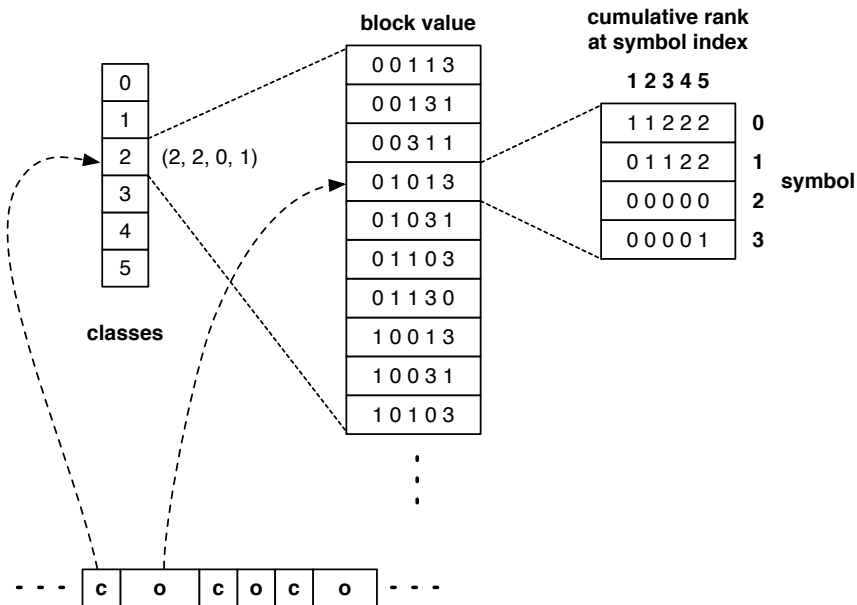 block value
cumulative rank
at symbol index
1 2 3 4 5
0
1
2
3
4
5
(2, 2, 0, 1)
classes
0 0 1 1 3
0 0 1 3 1
0 0 3 1 1
0 1 0 1 3
0 1 0 3 1
0 1 1 0 3
0 1 1 3 0
1 0 0 1 3
1 0 0 3 1
1 0 1 0 3
1 1 2 2 2 0
0 1 1 2 2 1
0 0 0 0 0 2
0 0 0 0 1 3
symbol
c o c o c o